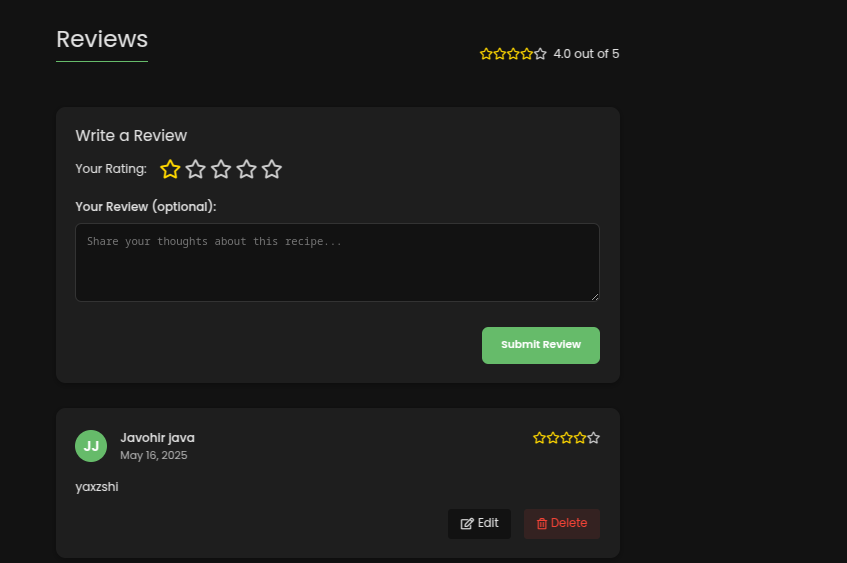 Reviews
4.0 out of 5
Write a Review
Your Rating:
Your Review (optional):
Share your thoughts about this recipe...
Submit Review
JJ
Javohir java
May 16, 2025
yaxzshi
Edit
Delete